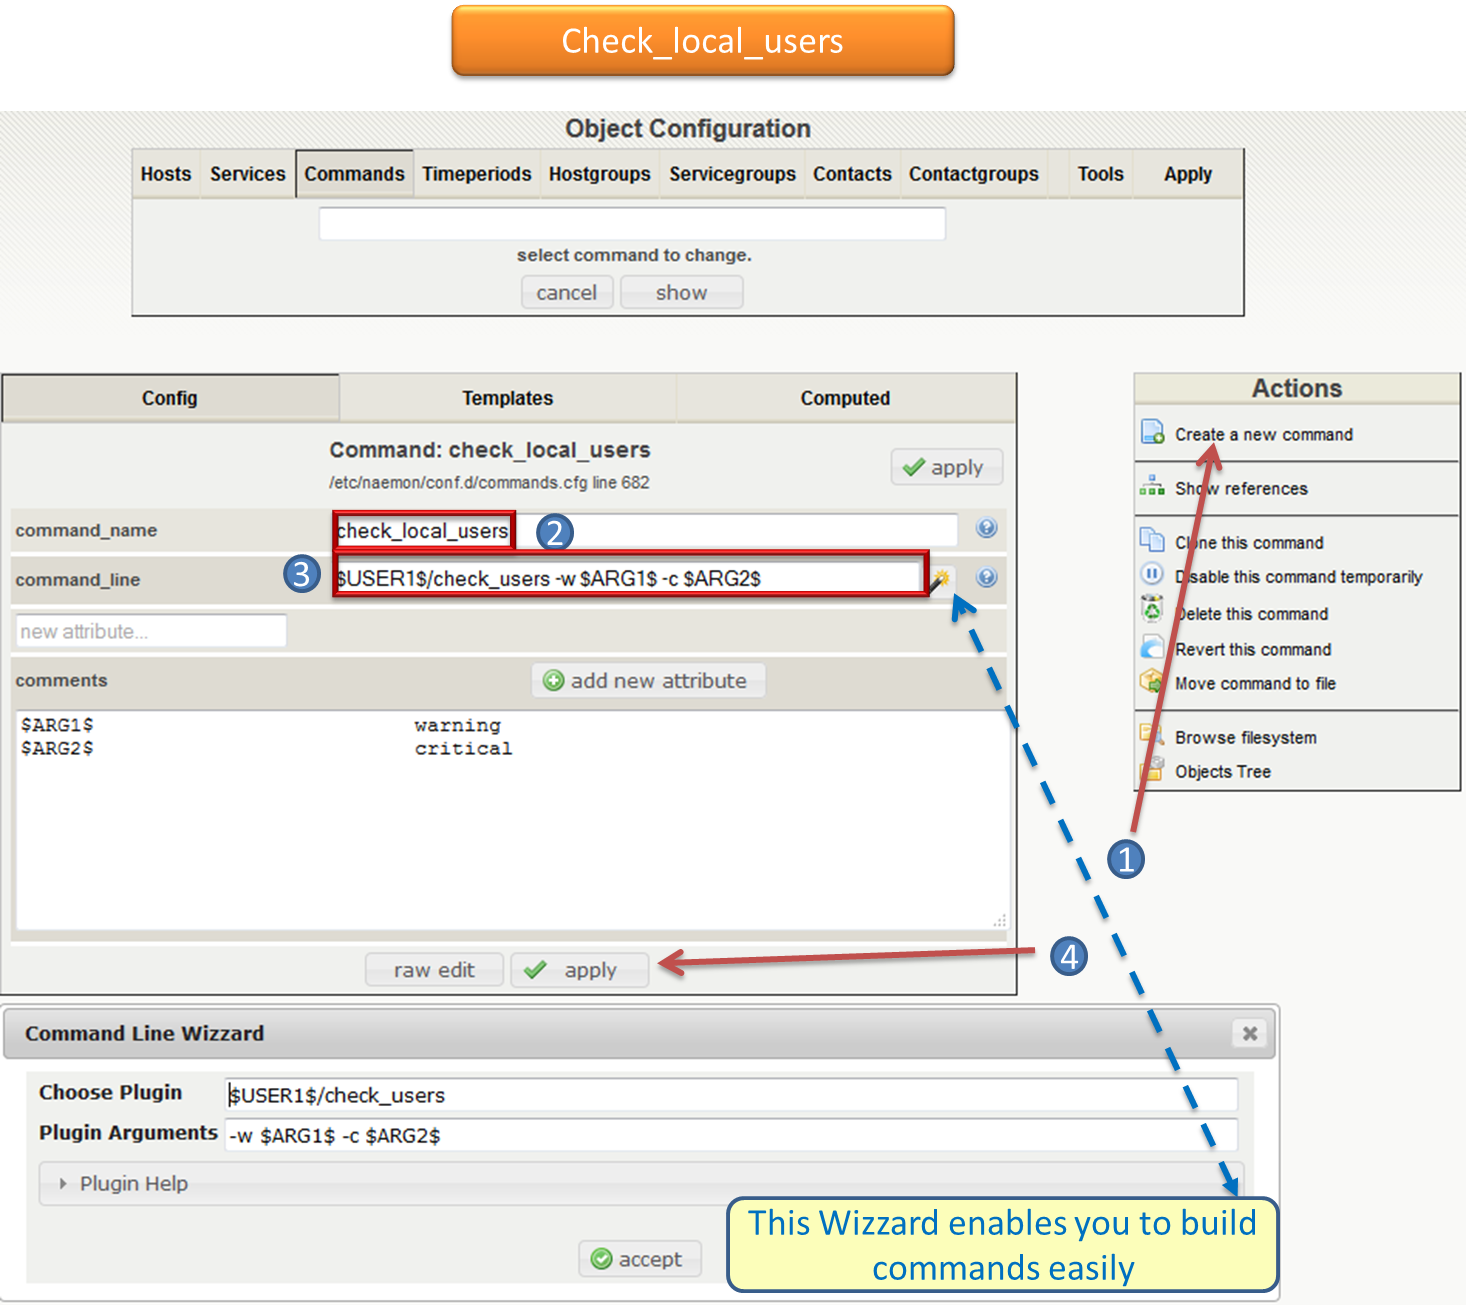 Check_local_users
Object Configuration
Hosts Services Commands Timeperiods Hostgroups Servicegroups Contacts Contactgroups Tools Apply
select command to change.
cancel show
Config Templates Computed
Command: check_local_users
/etc/naemon/conf.d/commands.cfg line 682
apply
command_name check_local_users 2
3 command_line $USER1$/check_users -w $ARG1$ -c $ARG2$
new attribute...
comments add new attribute
$ARG1$ warning
$ARG2$ critical
raw edit apply
4
Actions
Create a new command
Show references
Clone this command
Disable this command temporarily
Delete this command
Revert this command
Move command to file
Browse filesystem
Objects Tree
1
Command Line Wizzard
Choose Plugin $USER1$/check_users
Plugin Arguments -w $ARG1$ -c $ARG2$
Plugin Help
accept
This Wizzard enables you to build
commands easily